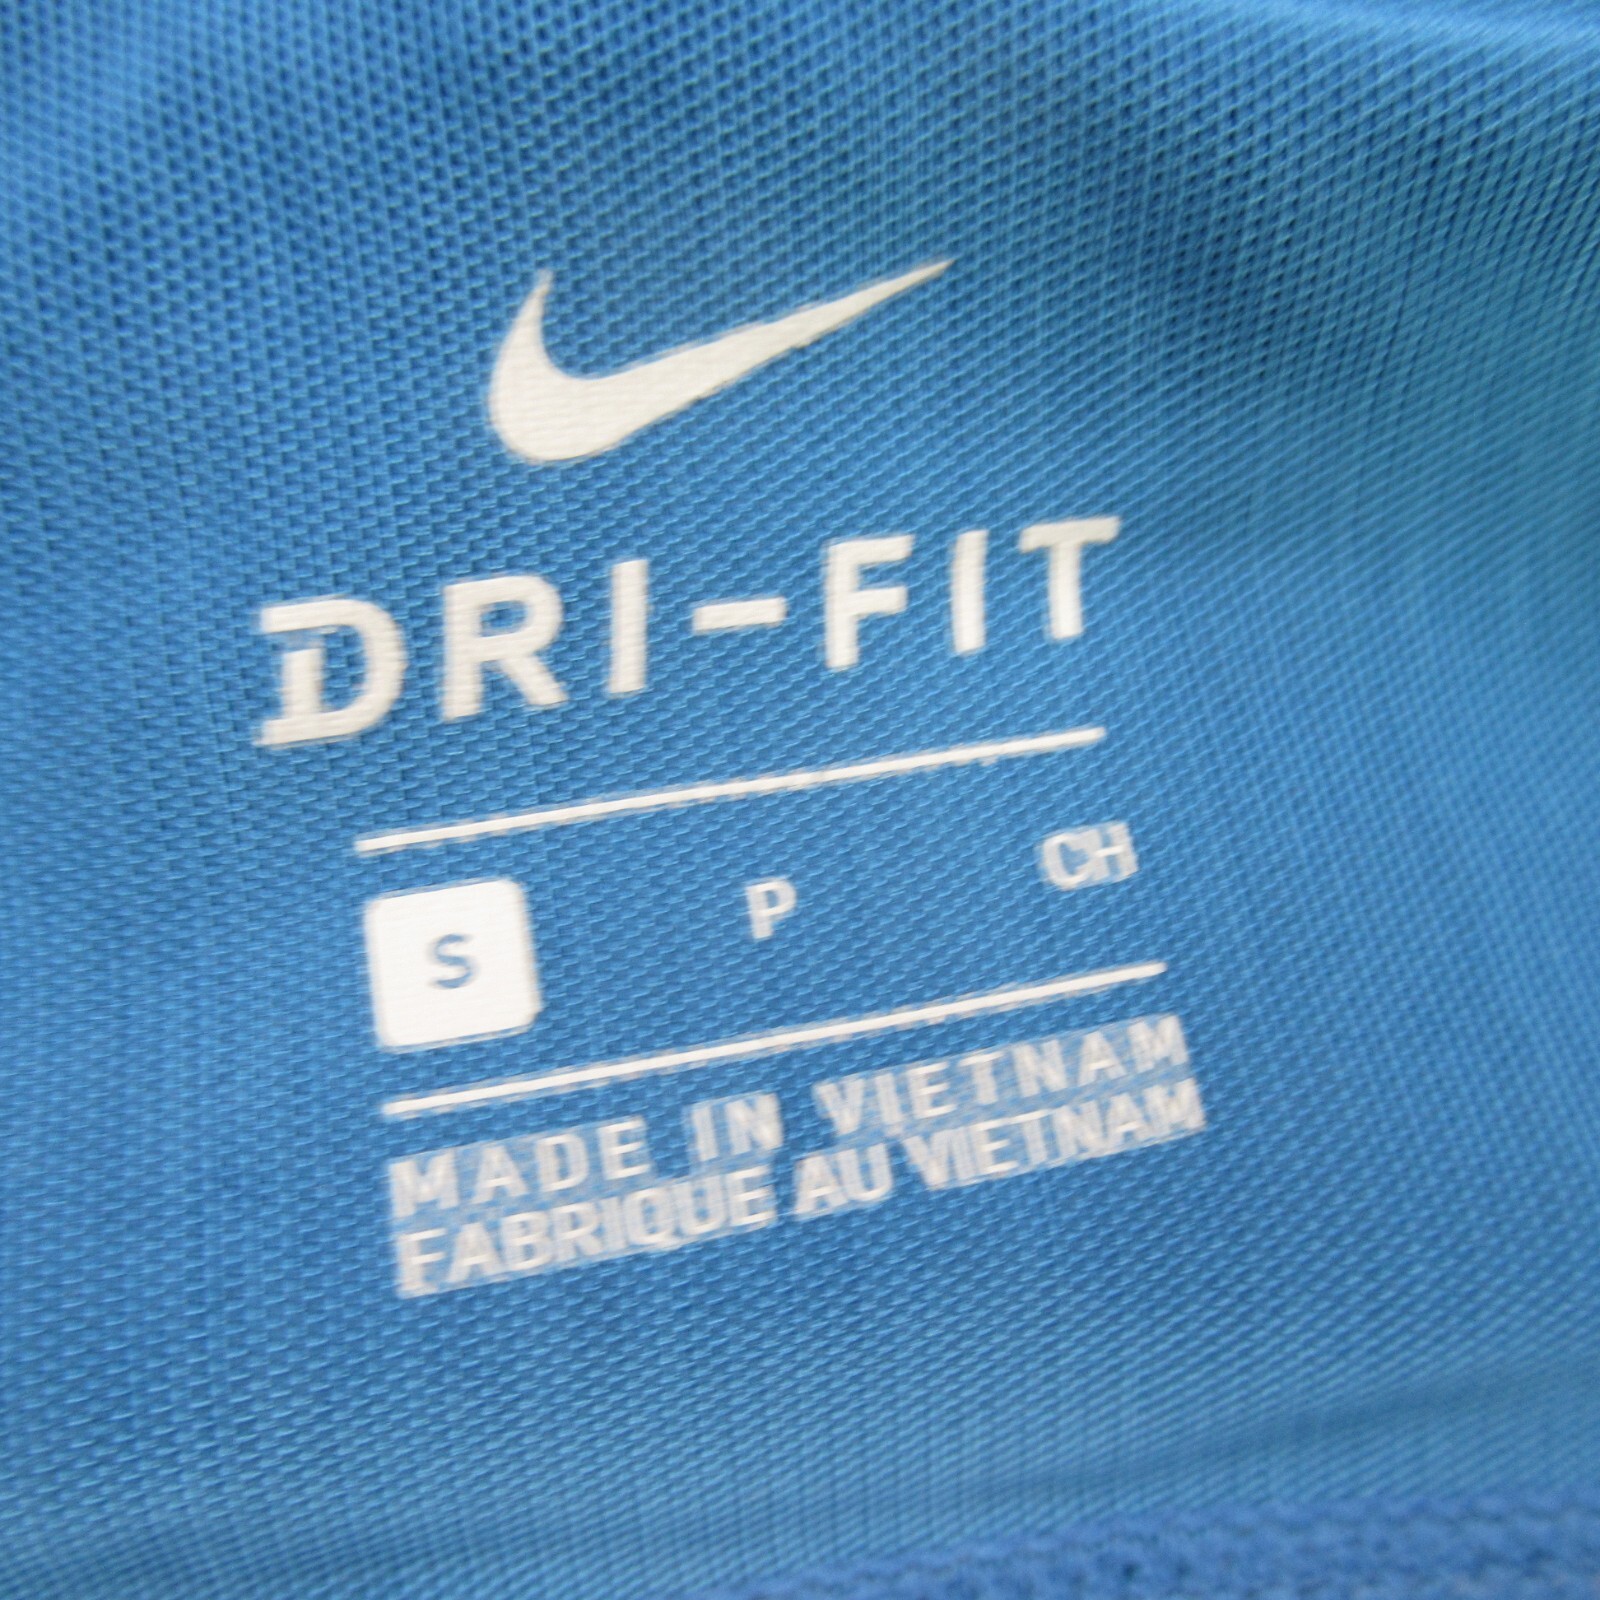 DRI-FIT
S P CH
MADE IN VIETNAM
FABRIQUE AU VIETNAM